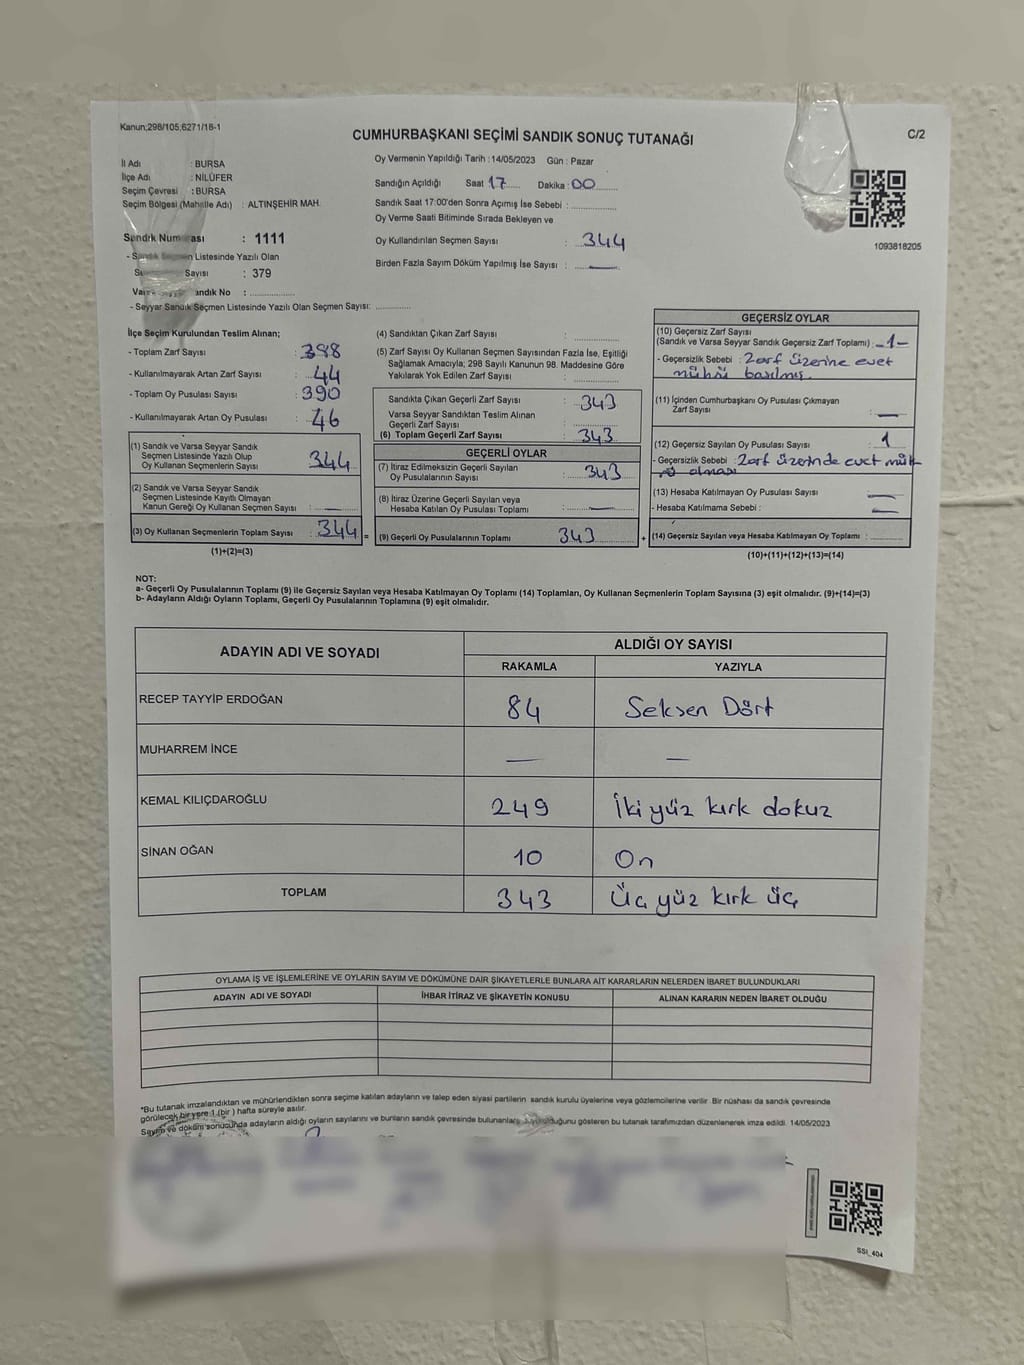 Kanun;298/105;6271/18-1
CUMHURBAŞKANI SEÇİMİ SANDIK SONUÇ TUTANAĞI
C/2
İl Adı : BURSA
İlçe Adı : NİLÜFER
Seçim Çevresi : BURSA
Seçim Bölgesi (Mahalle Adı) : ALTINŞEHİR MAH.
Sandık Numarası : 1111
- Sandık Seçmen Listesinde Yazılı Olan
Sayısı : 379
andık No :
- Seyyar Sandık Seçmen Listesinde Yazılı Olan Seçmen Sayısı:
Oy Vermenin Yapıldığı Tarih : 14/05/2023 Gün : Pazar
Sandığın Açıldığı Saat 17 Dakika : 00
Sandık Saat 17:00'den Sonra Açımış İse Sebebi :
Oy Verme Saati Bitiminde Sırada Bekleyen ve
Oy Kullandırılan Seçmen Sayısı : 344
Birden Fazla Sayım Döküm Yapılmış İse Sayısı : —
1093818205
İlçe Seçim Kurulundan Teslim Alınan;
- Toplam Zarf Sayısı : 388
- Kullanılmayarak Artan Zarf Sayısı : 44
- Toplam Oy Pusulası Sayısı : 390
- Kullanılmayarak Artan Oy Pusulası : 46
(1) Sandık ve Varsa Seyyar Sandık
Seçmen Listesinde Yazılı Olup
Oy Kullanan Seçmenlerin Sayısı : 344
(2) Sandık ve Varsa Seyyar Sandık
Seçmen Listesinde Kayıtlı Olmayan
Kanun Gereği Oy Kullanan Seçmen Sayısı : —
(3) Oy Kullanan Seçmenlerin Toplam Sayısı : 344 =
(1)+(2)=(3)
(4) Sandıktan Çıkan Zarf Sayısı :
(5) Zarf Sayısı Oy Kullanan Seçmen Sayısından Fazla İse, Eşitliği
Sağlamak Amacıyla, 298 Sayılı Kanunun 98. Maddesine Göre
Yakılarak Yok Edilen Zarf Sayısı :
Sandıkta Çıkan Geçerli Zarf Sayısı : 343
Varsa Seyyar Sandıktan Teslim Alınan
Geçerli Zarf Sayısı :
(6) Toplam Geçerli Zarf Sayısı : 343
GEÇERLİ OYLAR
(7) İtiraz Edilmeksizin Geçerli Sayılan
Oy Pusulalarının Sayısı : 343
(8) İtiraz Üzerine Geçerli Sayılan veya
Hesaba Katılan Oy Pusulası Toplamı : —
(9) Geçerli Oy Pusulalarının Toplamı 343 +
GEÇERSİZ OYLAR
(10) Geçersiz Zarf Sayısı
(Sandık ve Varsa Seyyar Sandık Geçersiz Zarf Toplamı) : -1-
- Geçersizlik Sebebi : Zarf üzerine evet
mührü basılmış.
(11) İçinden Cumhurbaşkanı Oy Pusulası Çıkmayan
Zarf Sayısı : —
(12) Geçersiz Sayılan Oy Pusulası Sayısı : 1
- Geçersizlik Sebebi : Zarf üzerinde evet müh
rü olması
(13) Hesaba Katılmayan Oy Pusulası Sayısı : —
- Hesaba Katılmama Sebebi : —
(14) Geçersiz Sayılan veya Hesaba Katılmayan Oy Toplamı :
(10)+(11)+(12)+(13)=(14)
NOT:
a- Geçerli Oy Pusulalarının Toplamı (9) ile Geçersiz Sayılan veya Hesaba Katılmayan Oy Toplamı (14) Toplamları, Oy Kullanan Seçmenlerin Toplam Sayısına (3) eşit olmalıdır. (9)+(14)=(3)
b- Adayların Aldığı Oyların Toplamı, Geçerli Oy Pusulalarının Toplamına (9) eşit olmalıdır.
ADAYIN ADI VE SOYADI
ALDIĞI OY SAYISI
RAKAMLA YAZIYLA
RECEP TAYYİP ERDOĞAN 84 Seksen Dört
MUHARREM İNCE — —
KEMAL KILIÇDAROĞLU 249 İki yüz kırk dokuz
SİNAN OĞAN 10 On
TOPLAM 343 Üç yüz kırk üç
OYLAMA İŞ VE İŞLEMLERİNE VE OYLARIN SAYIM VE DÖKÜMÜNE DAİR ŞİKAYETLERLE BUNLARA AİT KARARLARIN NELERDEN İBARET BULUNDUKLARI
ADAYIN ADI VE SOYADI İHBAR İTİRAZ VE ŞİKAYETİN KONUSU ALINAN KARARIN NEDEN İBARET OLDUĞU
*Bu tutanak imzalandıktan ve mühürlendikten sonra seçime katılan adayların ve talep eden siyasi partilerin sandık kurulu üyelerine veya gözlemcilerine verilir. Bir nüshası da sandık çevresinde
görülecek bir yere 1 (bir ) hafta süreyle asılır.
Sayım ve döküm sonucunda adayların aldığı oyların sayılarını ve bunların sandık çevresinde bulunanlara duyurulduğunu gösteren bu tutanak tarafımızdan düzenlenerek imza edildi. 14/05/2023
SSI_404